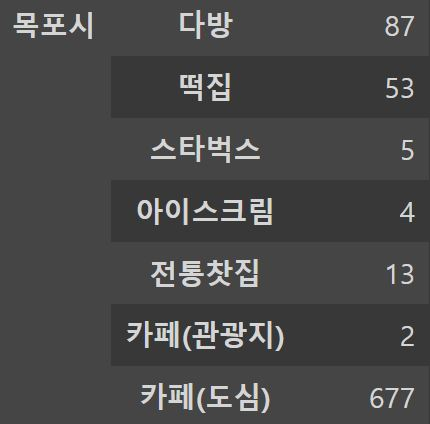 목포시 다방 87
떡집 53
스타벅스 5
아이스크림 4
전통찻집 13
카페(관광지) 2
카페(도심) 677